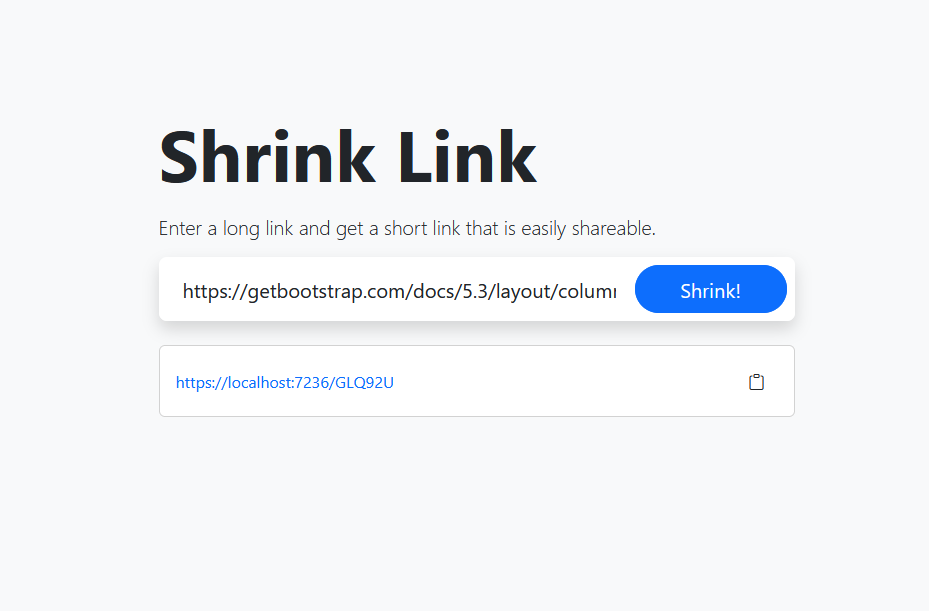 Shrink Link
Enter a long link and get a short link that is easily shareable.
https://getbootstrap.com/docs/5.3/layout/colum
Shrink!
https://localhost:7236/GLQ92U